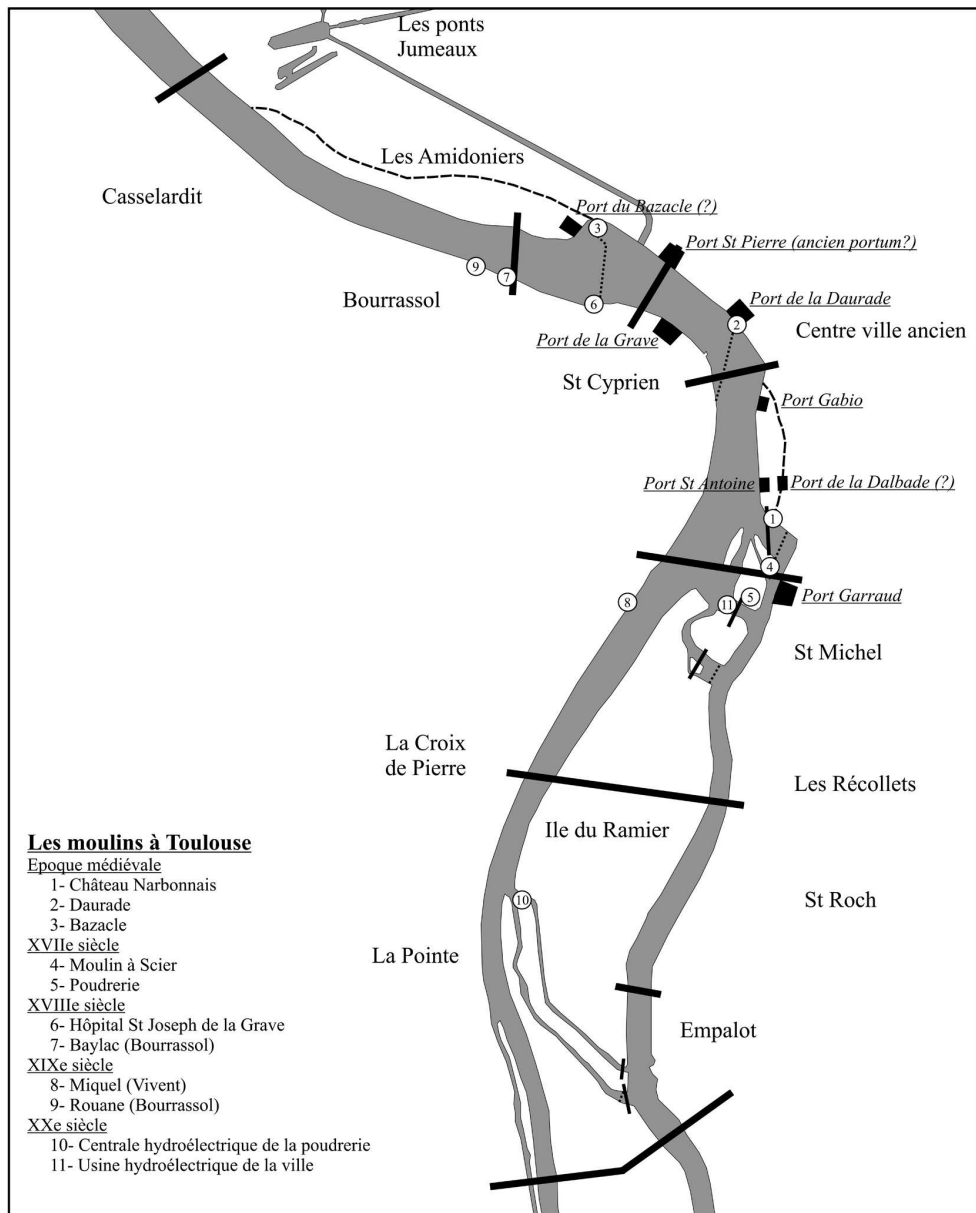 Les ponts
Jumeaux
Les Amidoniers
Casselardit
Port du Bazacle (?)
3
Port St Pierre (ancien portum?)
9
7
Bourrassol
6
Port de la Daurade
2
Centre ville ancien
Port de la Grave
St Cyprien
Port Gabio
Port St Antoine
Port de la Dalbade (?)
1
4
8
11
5
Port Garraud
St Michel
La Croix
de Pierre
Les Récollets
Ile du Ramier
10
St Roch
La Pointe
Empalot
Les moulins à Toulouse
Epoque médiévale
1- Château Narbonnais
2- Daurade
3- Bazacle
XVIIe siècle
4- Moulin à Scier
5- Poudrerie
XVIIIe siècle
6- Hôpital St Joseph de la Grave
7- Baylac (Bourrassol)
XIXe siècle
8- Miquel (Vivent)
9- Rouane (Bourrassol)
XXe siècle
10- Centrale hydroélectrique de la poudrerie
11- Usine hydroélectrique de la ville